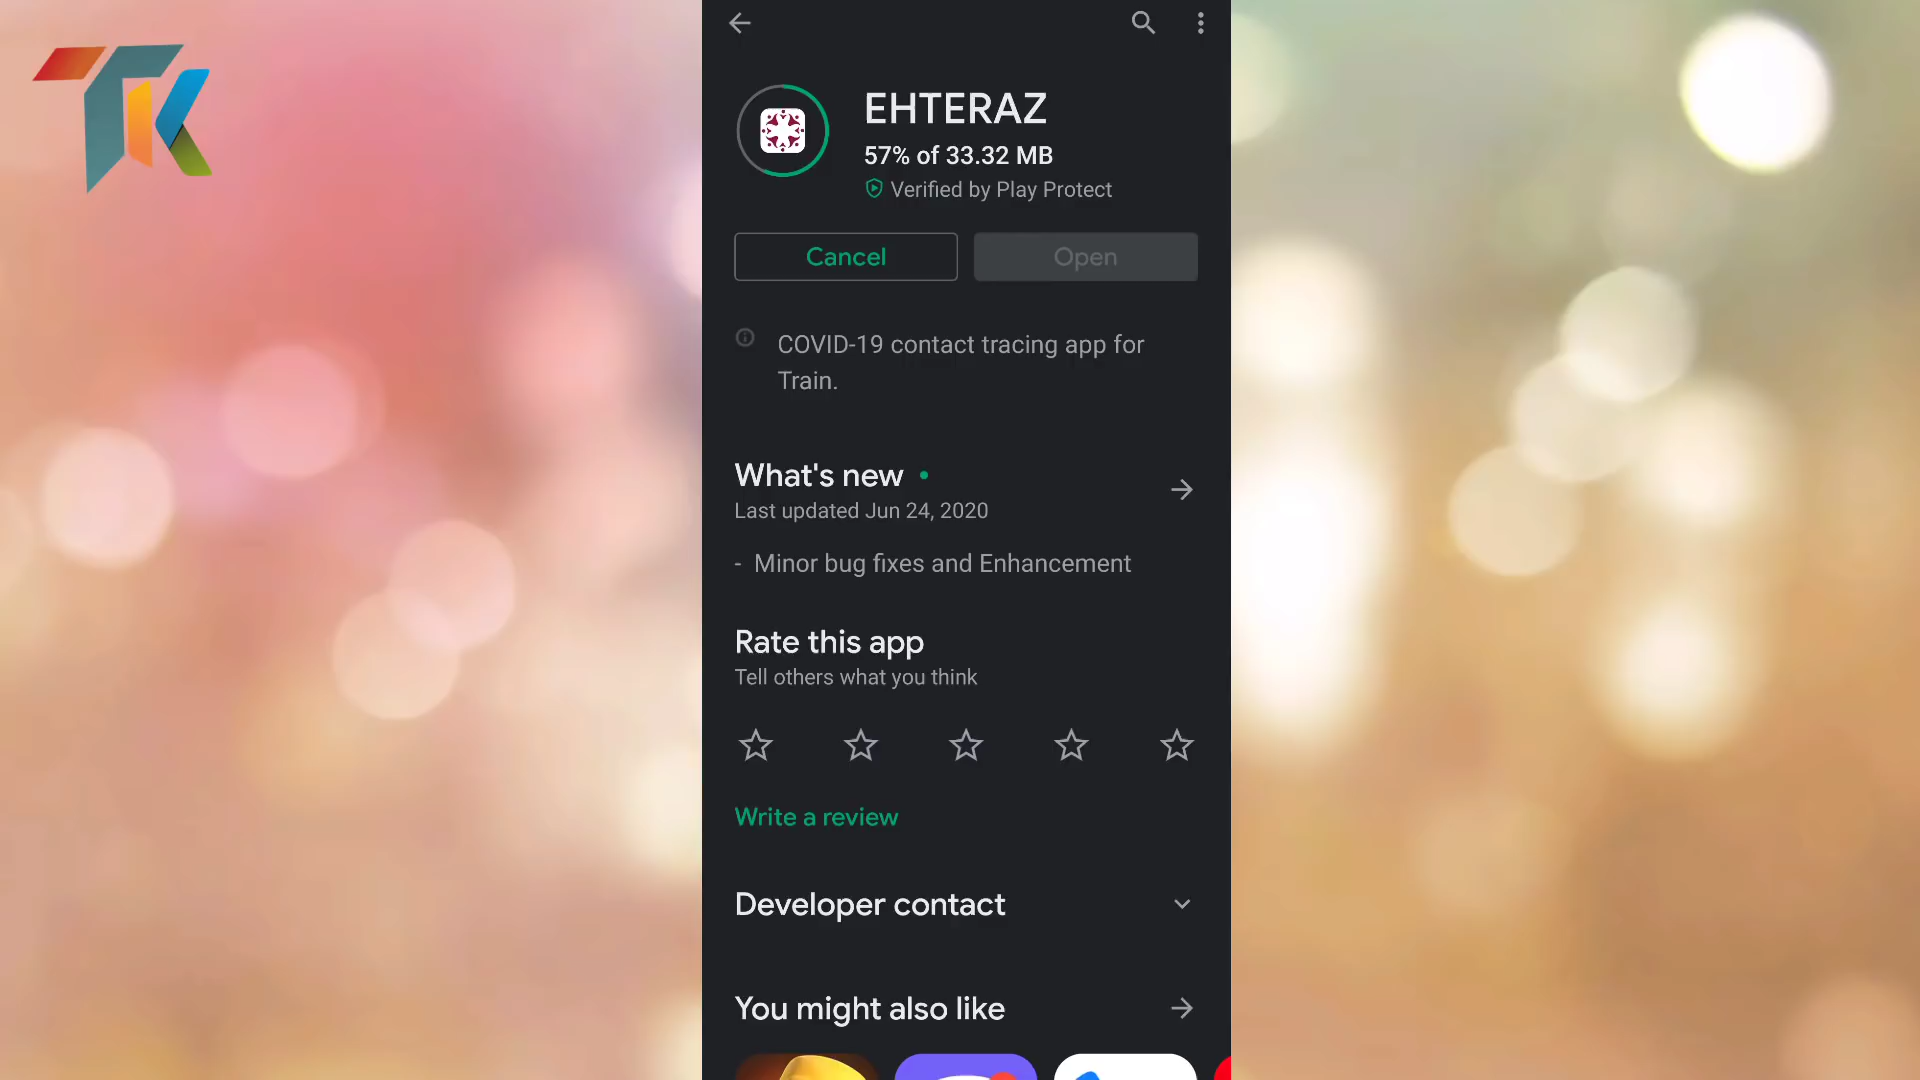 TK
EHTERAZ
57% of 33.32 MB
Verified by Play Protect
Cancel
Open
COVID-19 contact tracing app for
Train.
What's new
Last updated Jun 24, 2020
- Minor bug fixes and Enhancement
Rate this app
Tell others what you think
Write a review
Developer contact
You might also like